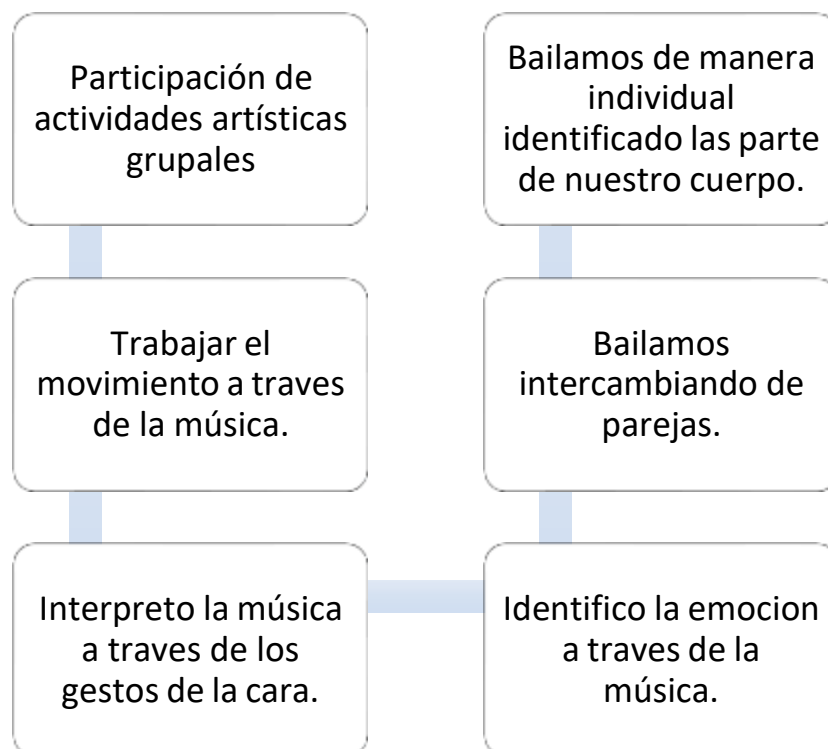 Participación de
actividades artísticas
grupales
Trabajar el
movimiento a traves
de la música.
Interpreto la música
a traves de los
gestos de la cara.
Identifico la emocion
a traves de la
música.
Bailamos
intercambiando de
parejas.
Bailamos de manera
individual
identificado las parte
de nuestro cuerpo.